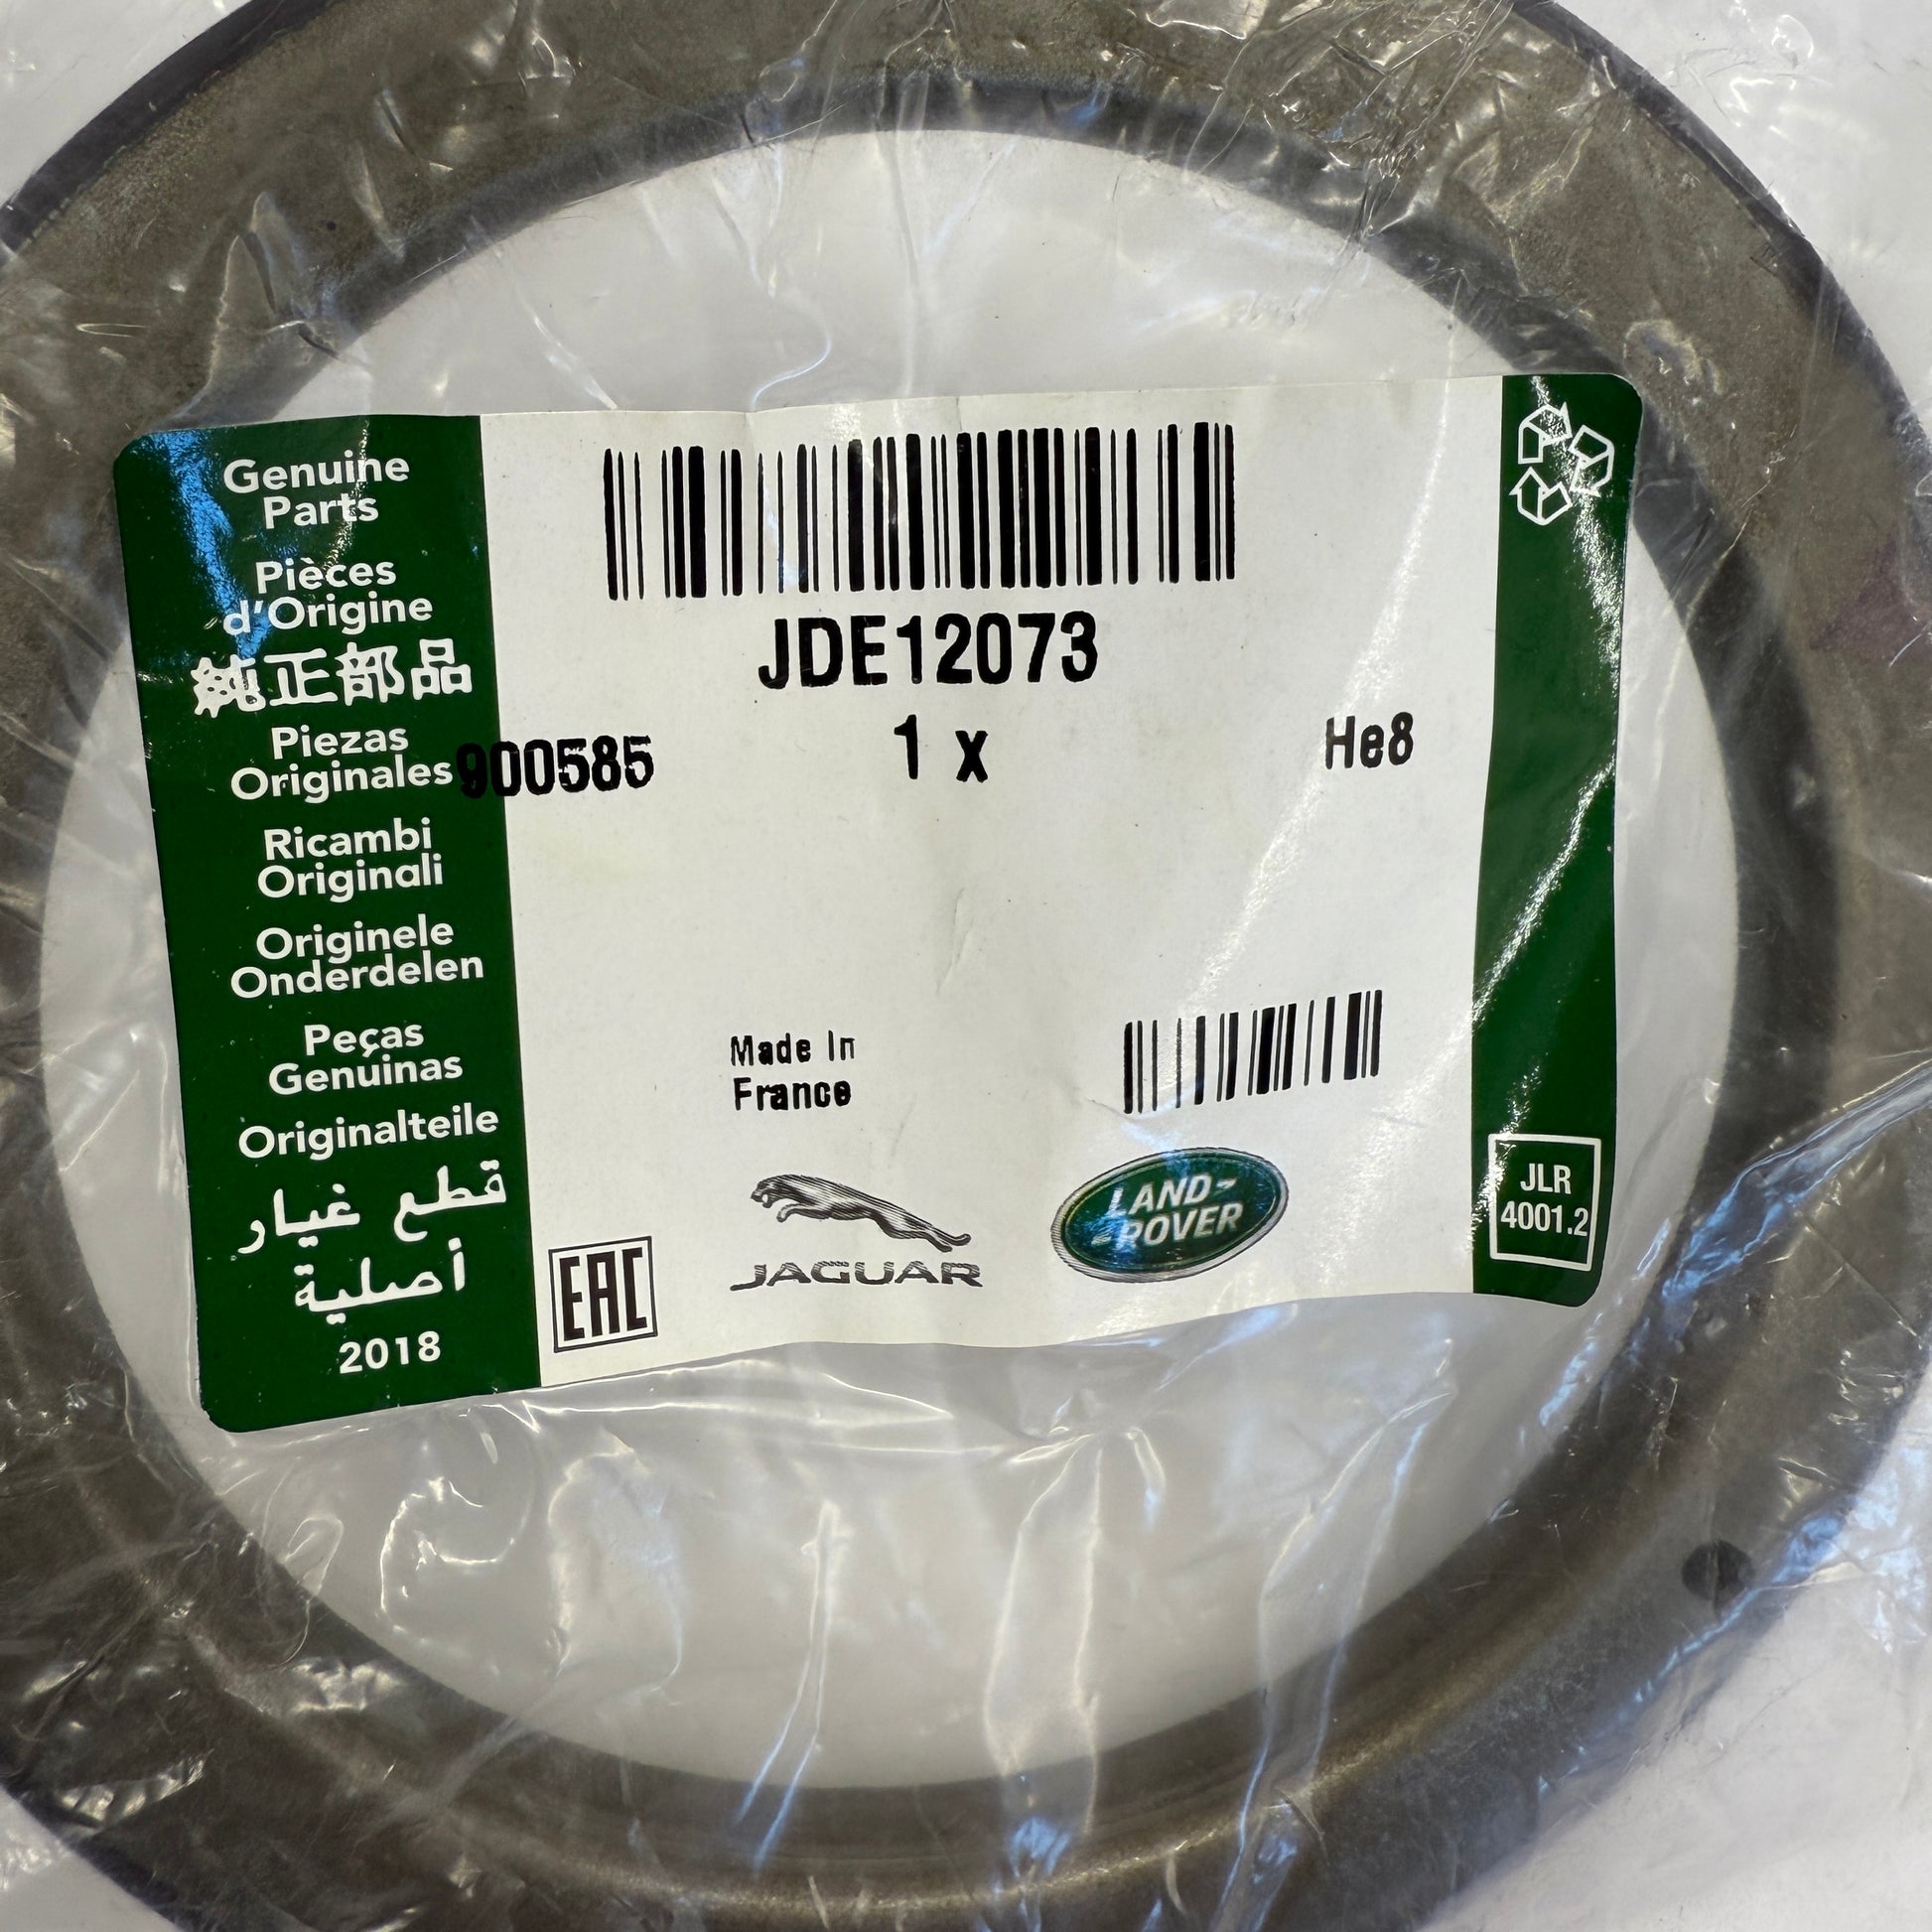 Genuine
Parts
Pièces
d'Origine
純正部品
Piezas
Originales
Ricambi
Originali
Originele
Onderdelen
Peças
Genuinas
Originalteile
قطع غيار
أصلية
2018
JDE12073
900585 1 x He8
Made In
France
EAC
JAGUAR
LAND-
ROVER
JLR
4001.2